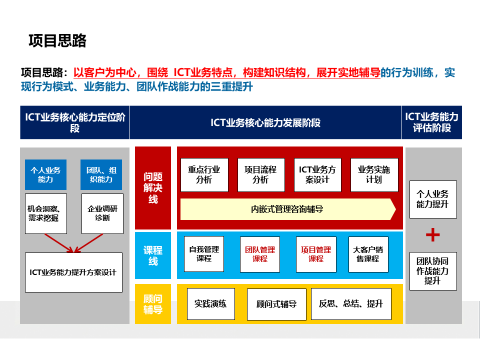 项目思路
项目思路：以客户为中心，围绕 ICT业务特点，构建知识结构，展开实地辅导的行为训练，实
现行为模式、业务能力、团队作战能力的三重提升
ICT业务核心能力定位阶
段
ICT业务核心能力发展阶段
ICT业务能力
评估阶段
个人业务
能力
团队、组
织能力
机会洞察、
需求挖掘
企业调研
诊断
ICT业务能力提升方案设计
问题
解决
线
重点行业
分析
项目流程
分析
ICT业务方
案设计
业务实施
计划
内嵌式管理咨询辅导
课程
线
自我管理
课程
团队管理
课程
项目管理
课程
大客户销
售课程
顾问
辅导
实践演练
顾问式辅导
反思、总结、提升
个人业务
能力提升
+
团队协同
作战能力
提升